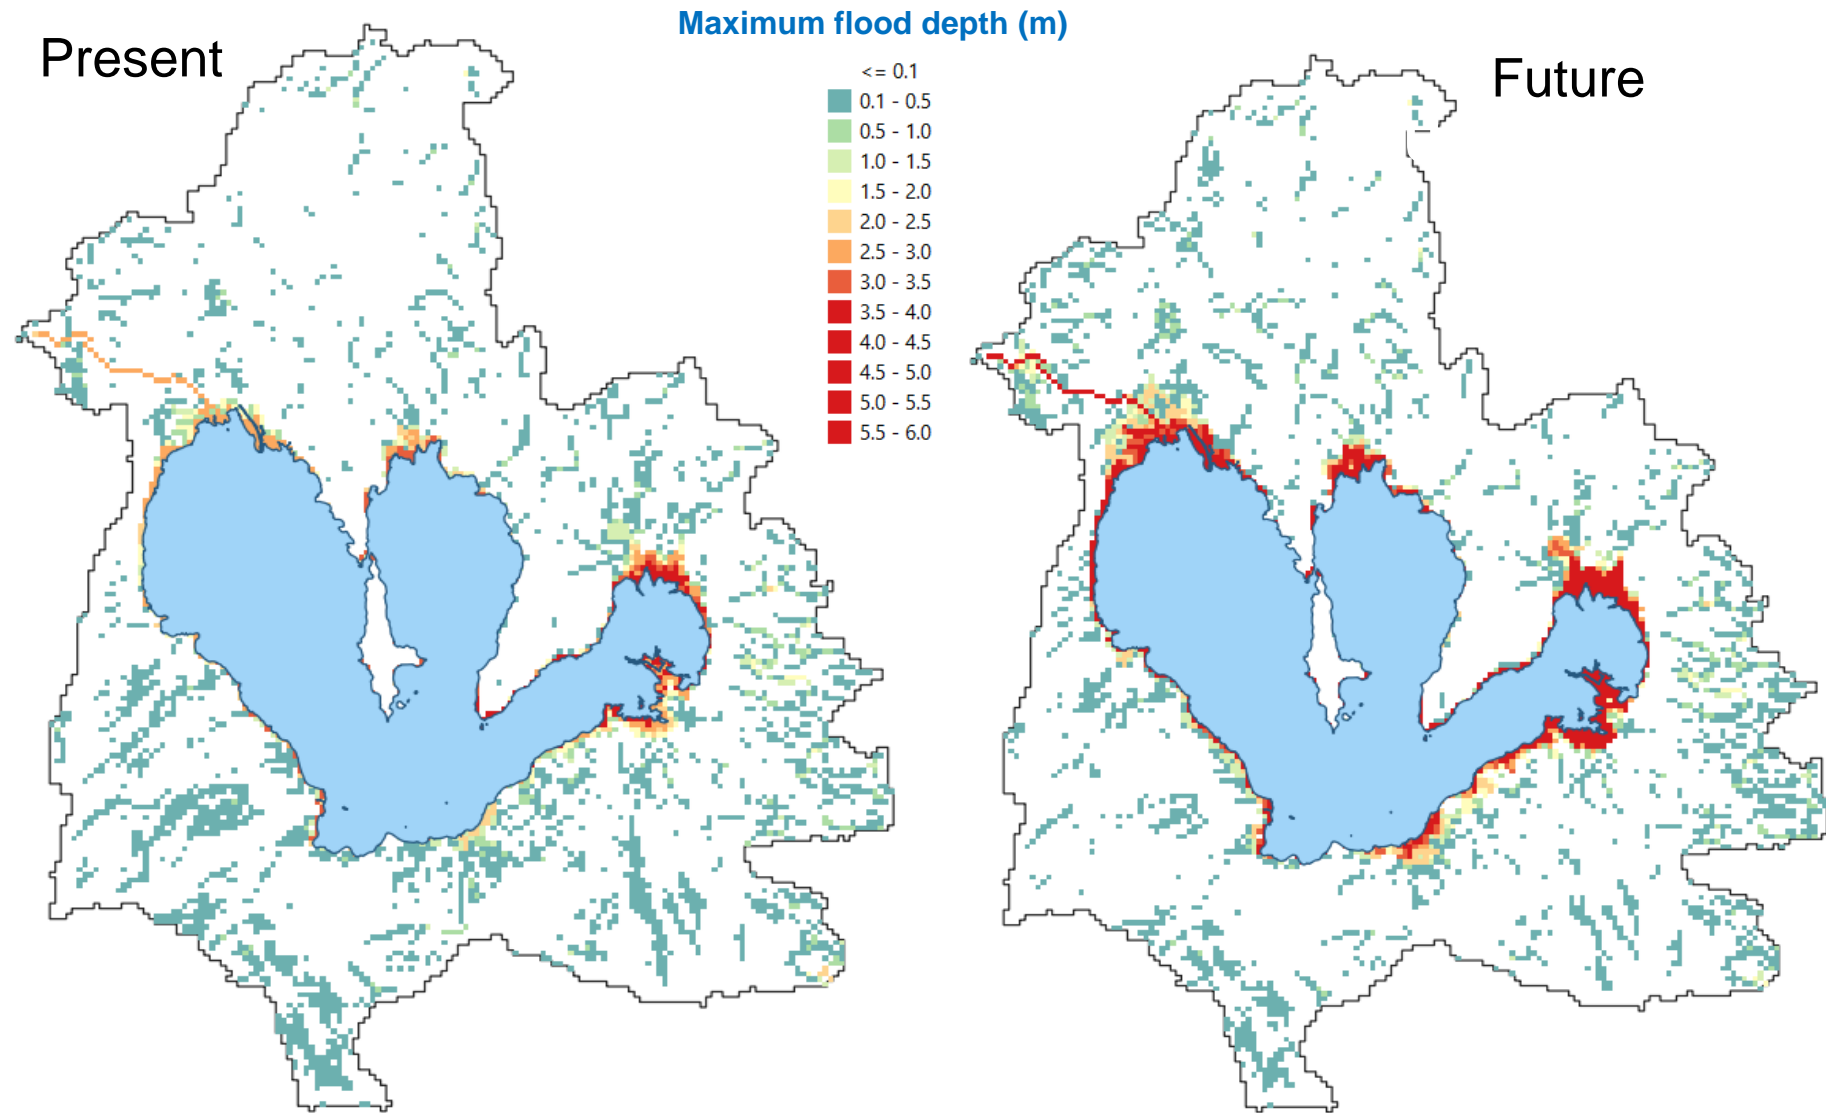 Maximum flood depth (m)
Present
Future
<= 0.1
0.1 - 0.5
0.5 - 1.0
1.0 - 1.5
1.5 - 2.0
2.0 - 2.5
2.5 - 3.0
3.0 - 3.5
3.5 - 4.0
4.0 - 4.5
4.5 - 5.0
5.0 - 5.5
5.5 - 6.0